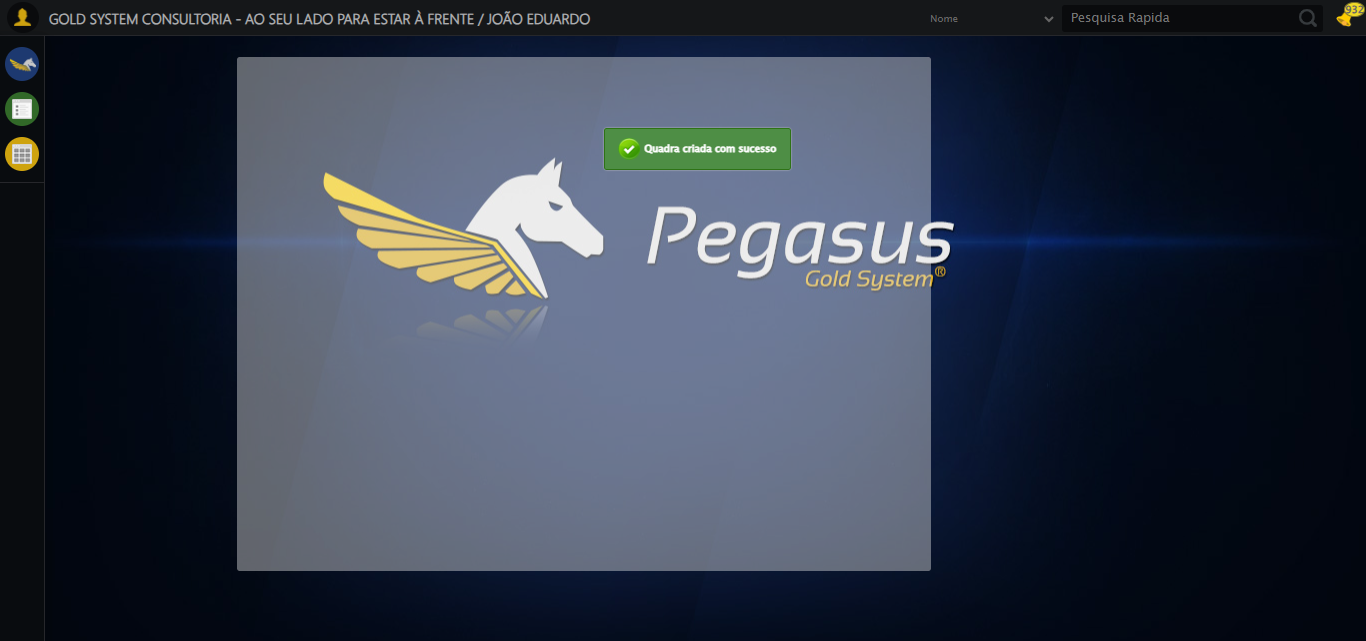 GOLD SYSTEM CONSULTORIA - AO SEU LADO PARA ESTAR À FRENTE / JOÃO EDUARDO
Nome
Pesquisa Rapida
932
Quadra criada com sucesso
Pegasus
Gold System®